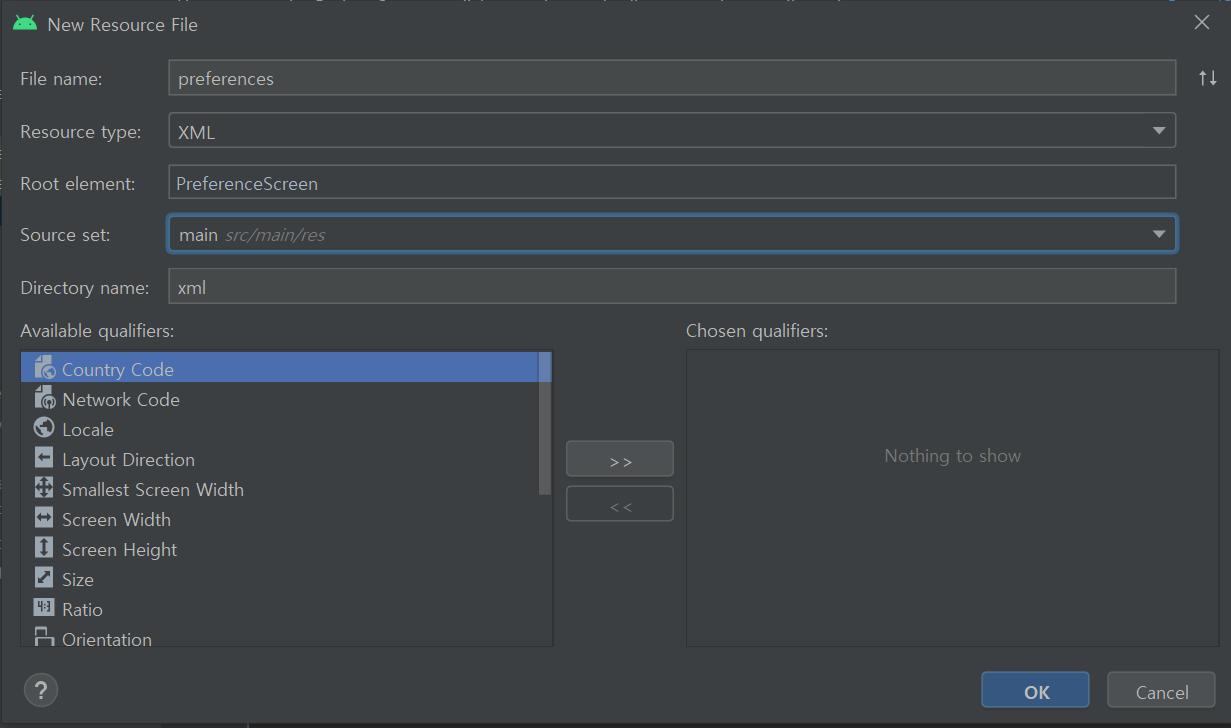 New Resource File
File name: preferences
Resource type: XML
Root element: PreferenceScreen
Source set: main src/main/res
Directory name: xml
Available qualifiers: Chosen qualifiers:
Country Code
Network Code
Locale
Layout Direction
Smallest Screen Width
Screen Width
Screen Height
Size
Ratio
Orientation
>>
<<
Nothing to show
? OK Cancel